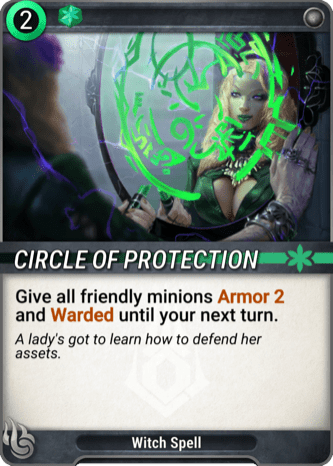 2
CIRCLE OF PROTECTION
Give all friendly minions Armor 2
and Warded until your next turn.
A lady's got to learn how to defend her
assets.
Witch Spell